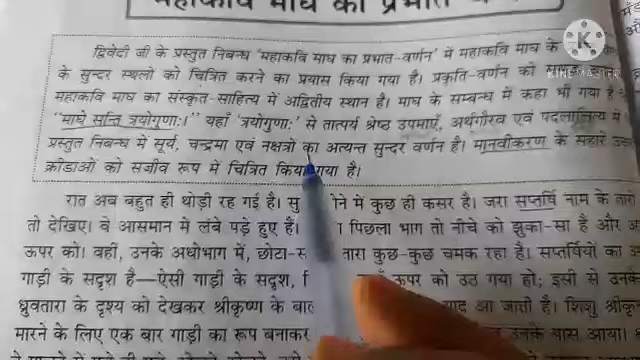 महाकवि माघ का प्रभात
द्विवेदी जी के प्रस्तुत निबन्ध 'महाकवि माघ का प्रभात-वर्णन' में महाकवि माघ के
के सुन्दर स्थलों को चित्रित करने का प्रयास किया गया है। प्रकृति-वर्णन को
महाकवि माघ का संस्कृत-साहित्य में अद्वितीय स्थान है। माघ के सम्बन्ध में कहा भी गया है
"माघे सन्ति त्रयोगुणाः।" यहाँ 'त्रयोगुणाः' से तात्पर्य श्रेष्ठ उपमाएँ, अर्थगौरव एवं पदलालित्य में
प्रस्तुत निबन्ध में सूर्य, चन्द्रमा एवं नक्षत्रों का अत्यन्त सुन्दर वर्णन है। मानवीकरण के सहारे
क्रीडाओं को सजीव रूप में चित्रित किया गया है।
रात अब बहुत ही थोड़ी रह गई है। में कुछ ही कसर है। जरा सप्तर्षि नाम के तारों
तो देखिए। वे आसमान में लंबे पड़े हुए हैं। पिछला भाग तो नीचे को झुका-सा है और
ऊपर को। वहीं, उनके अधोभाग में, छोटा- तारा कुछ-कुछ चमक रहा है। सप्तर्षियों का
गाड़ी के सदृश है—ऐसी गाड़ी के सदृश, ऊपर को उठ गया हो; इसी से उनके
ध्रुवतारा के दृश्य को देखकर श्रीकृष्ण के याद आ जाती है। शिशु
मारने के लिए एक बार गाड़ी का रूप बनाकर उनके पास आया।